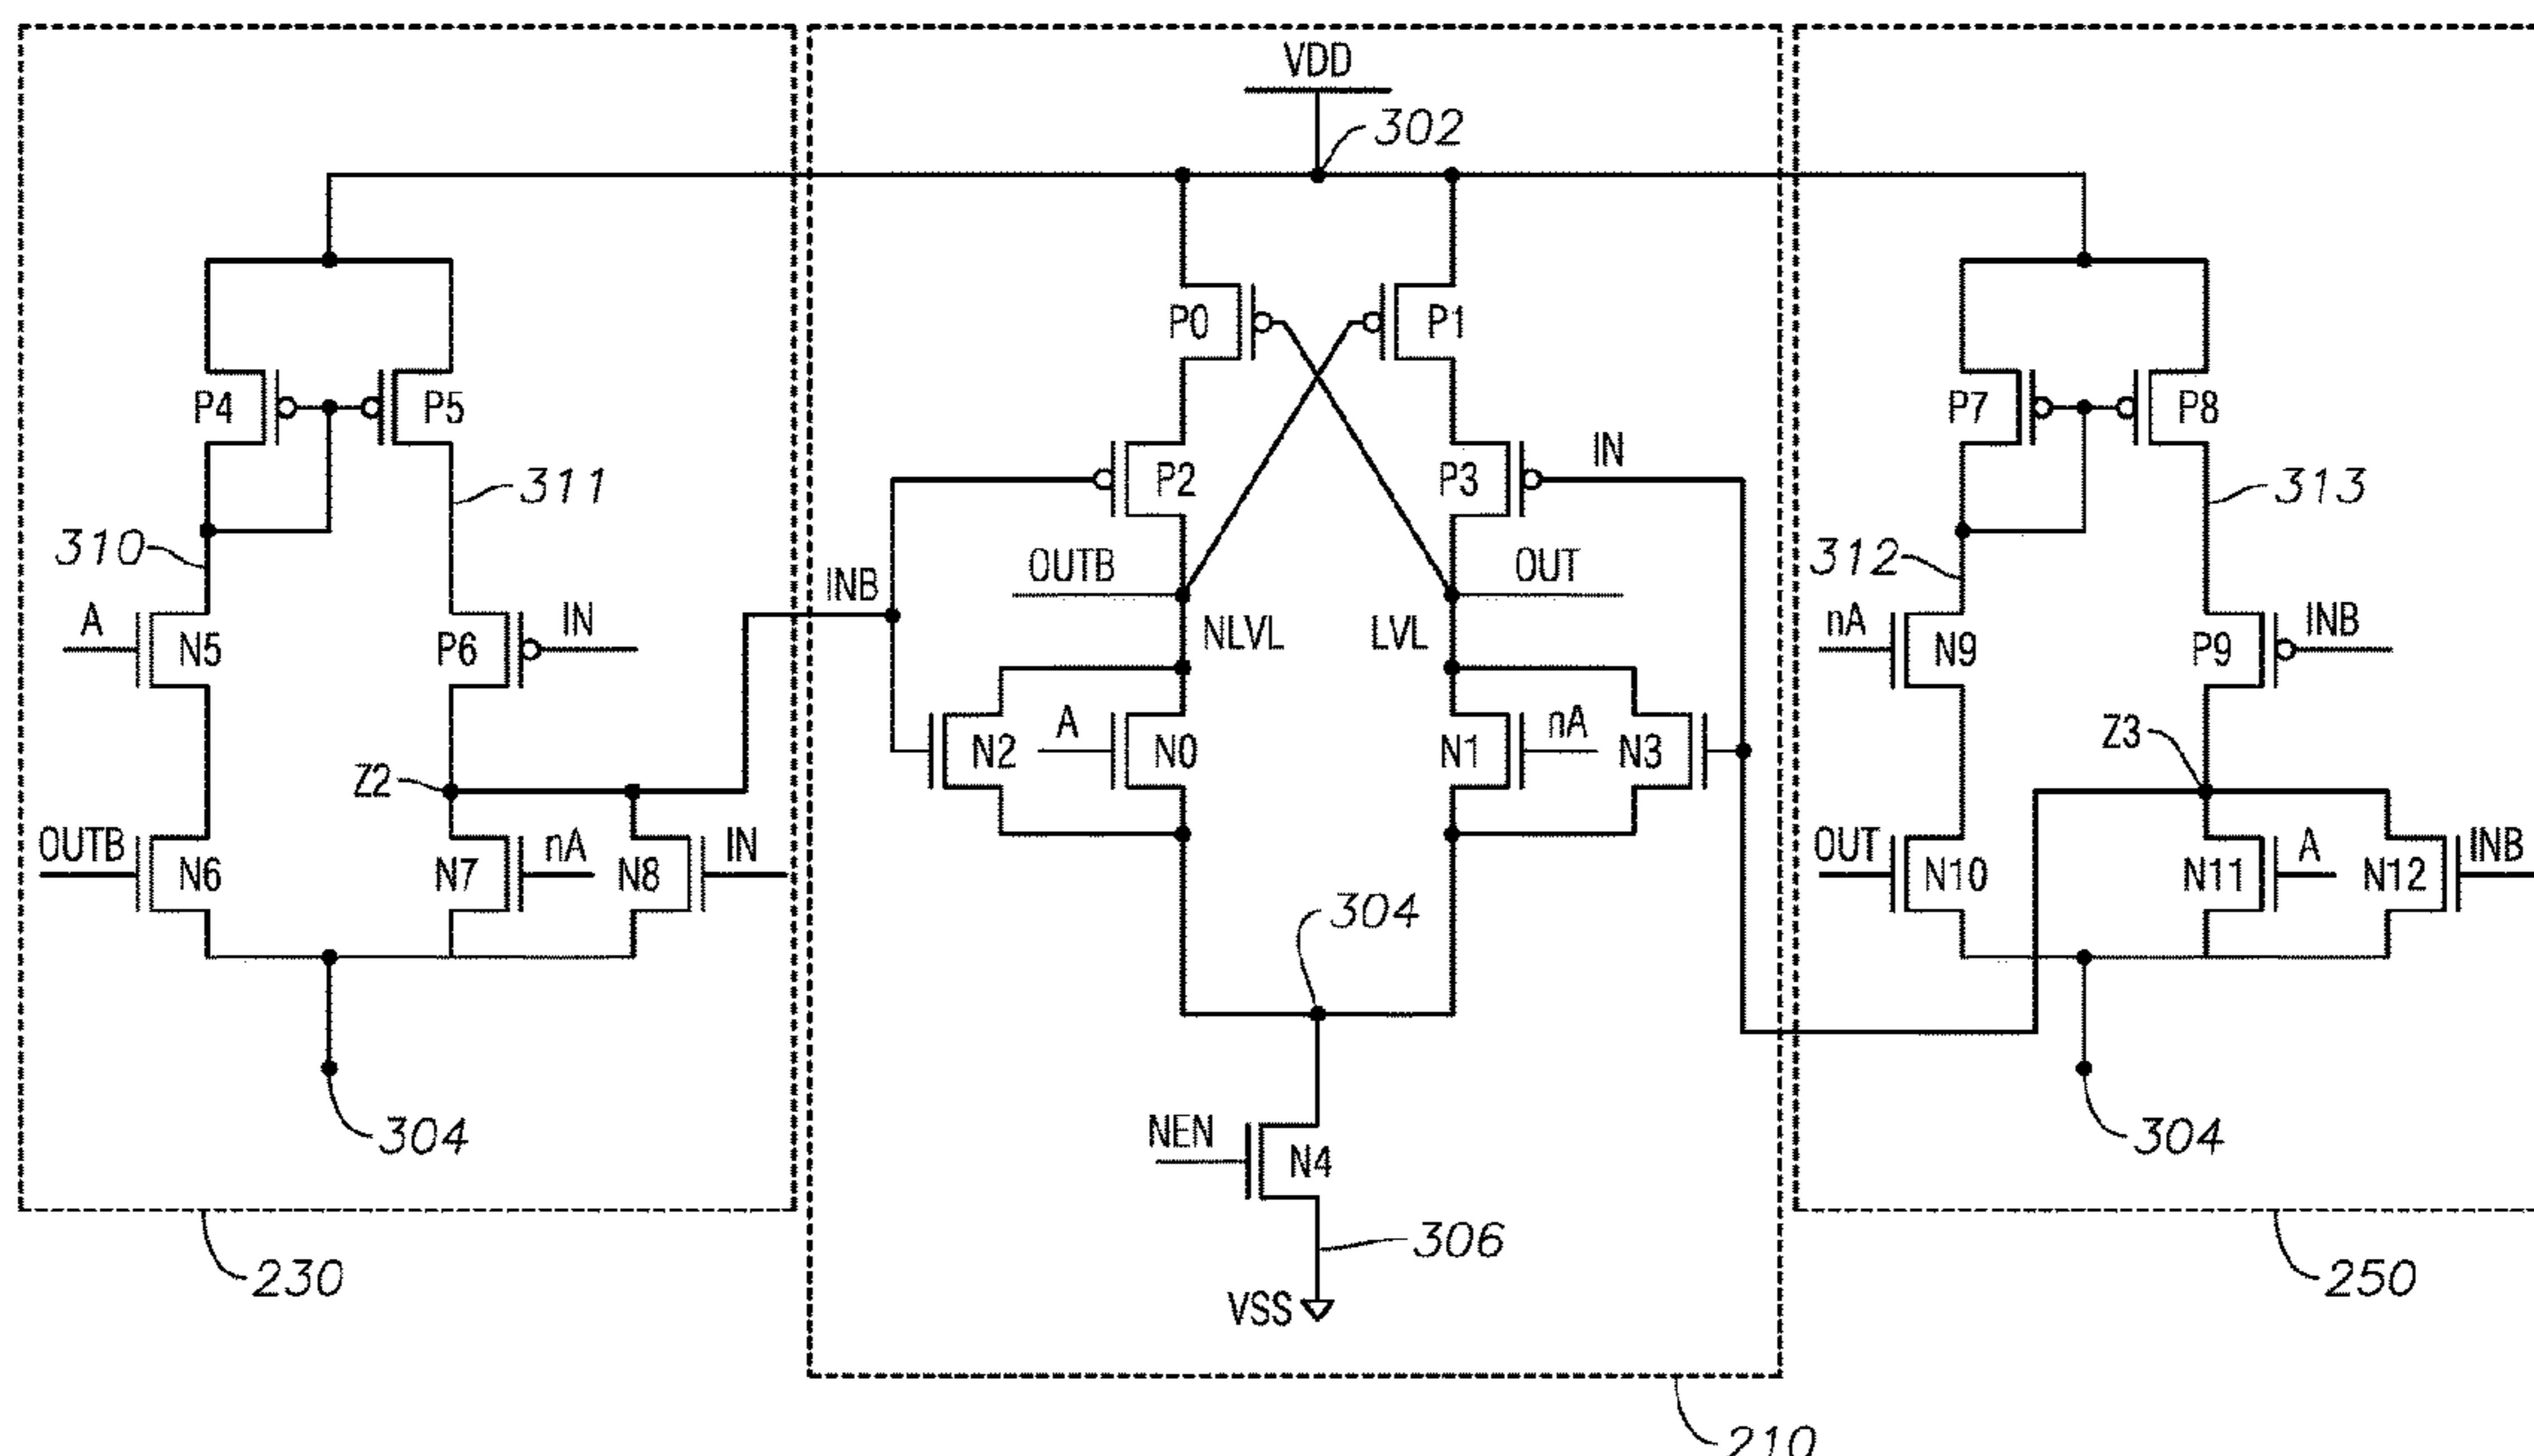 VDD
302
P0
P1
P4
P5
P7
P8
IN
P2
P3
311
313
310
OUTB
OUT
312
INB
A
N5
P6
IN
NLVL
LVL
nA
N9
P9
INB
Z2
N2
A
N0
N1
nA
N3
Z3
OUTB
N6
N7
nA
N8
IN
OUT
N10
N11
A
N12
INB
304
304
304
NEN
N4
306
230
VSS
250
210